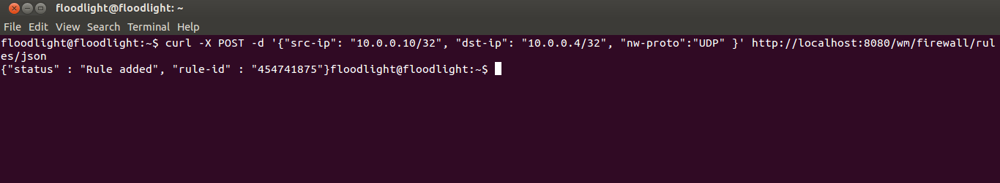 floodlight@floodlight: ~
File Edit View Search Terminal Help
floodlight@floodlight:~$ curl -X POST -d '{"src-ip": "10.0.0.10/32", "dst-ip": "10.0.0.4/32", "nw-proto":"UDP" }' http://localhost:8080/wm/firewall/rul
es/json
{"status" : "Rule added", "rule-id" : "454741875"}floodlight@floodlight:~$